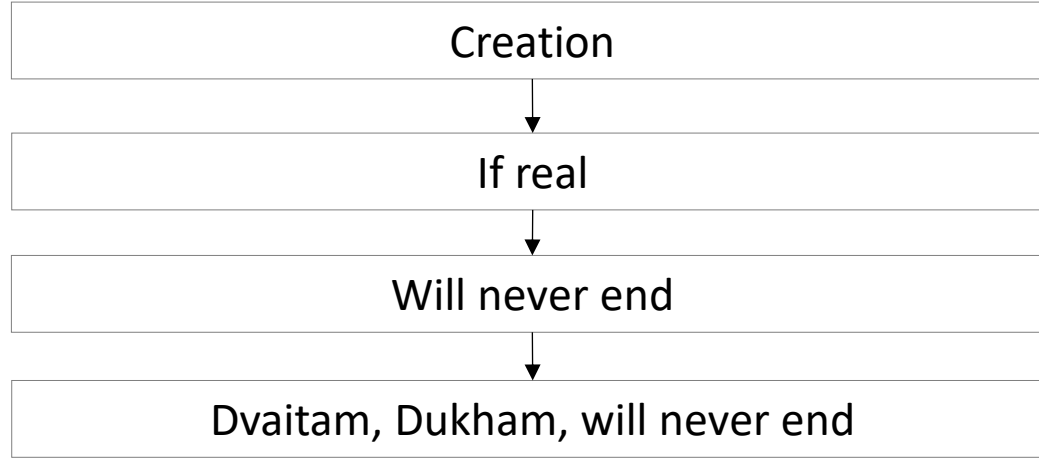 Creation
If real
Will never end
Dvaitam, Dukham, will never end